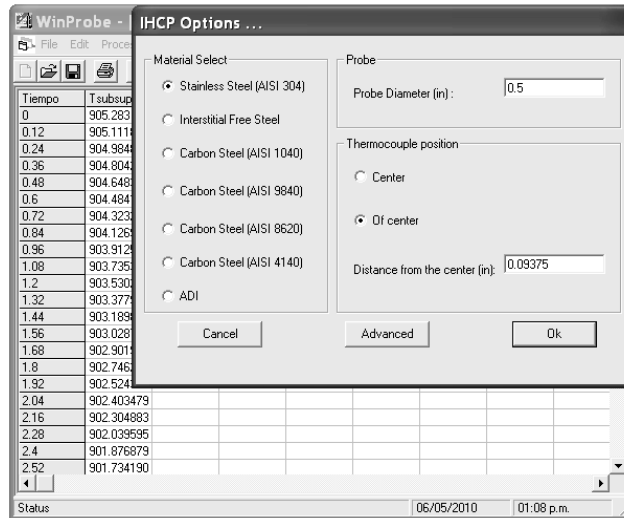 WinProbe - [
IHCP Options ...
File Edit Proce
Material Select
Stainless Steel (AISI 304)
Interstitial Free Steel
Carbon Steel (AISI 1040)
Carbon Steel (AISI 9840)
Carbon Steel (AISI 8620)
Carbon Steel (AISI 4140)
ADI
Probe
Probe Diameter (in) :
0.5
Thermocouple position
Center
Of center
Distance from the center (in):
0.09375
Cancel
Advanced
Ok
Tiempo Tsubsup
0 905.283
0.12 905.111
0.24 904.984
0.36 904.804
0.48 904.648
0.6 904.484
0.72 904.323
0.84 904.126
0.96 903.912
1.08 903.735
1.2 903.530
1.32 903.377
1.44 903.189
1.56 903.028
1.68 902.901
1.8 902.746
1.92 902.524
2.04 902.403479
2.16 902.304883
2.28 902.039595
2.4 901.876879
2.52 901.734190
Status 06/05/2010 01:08 p.m.